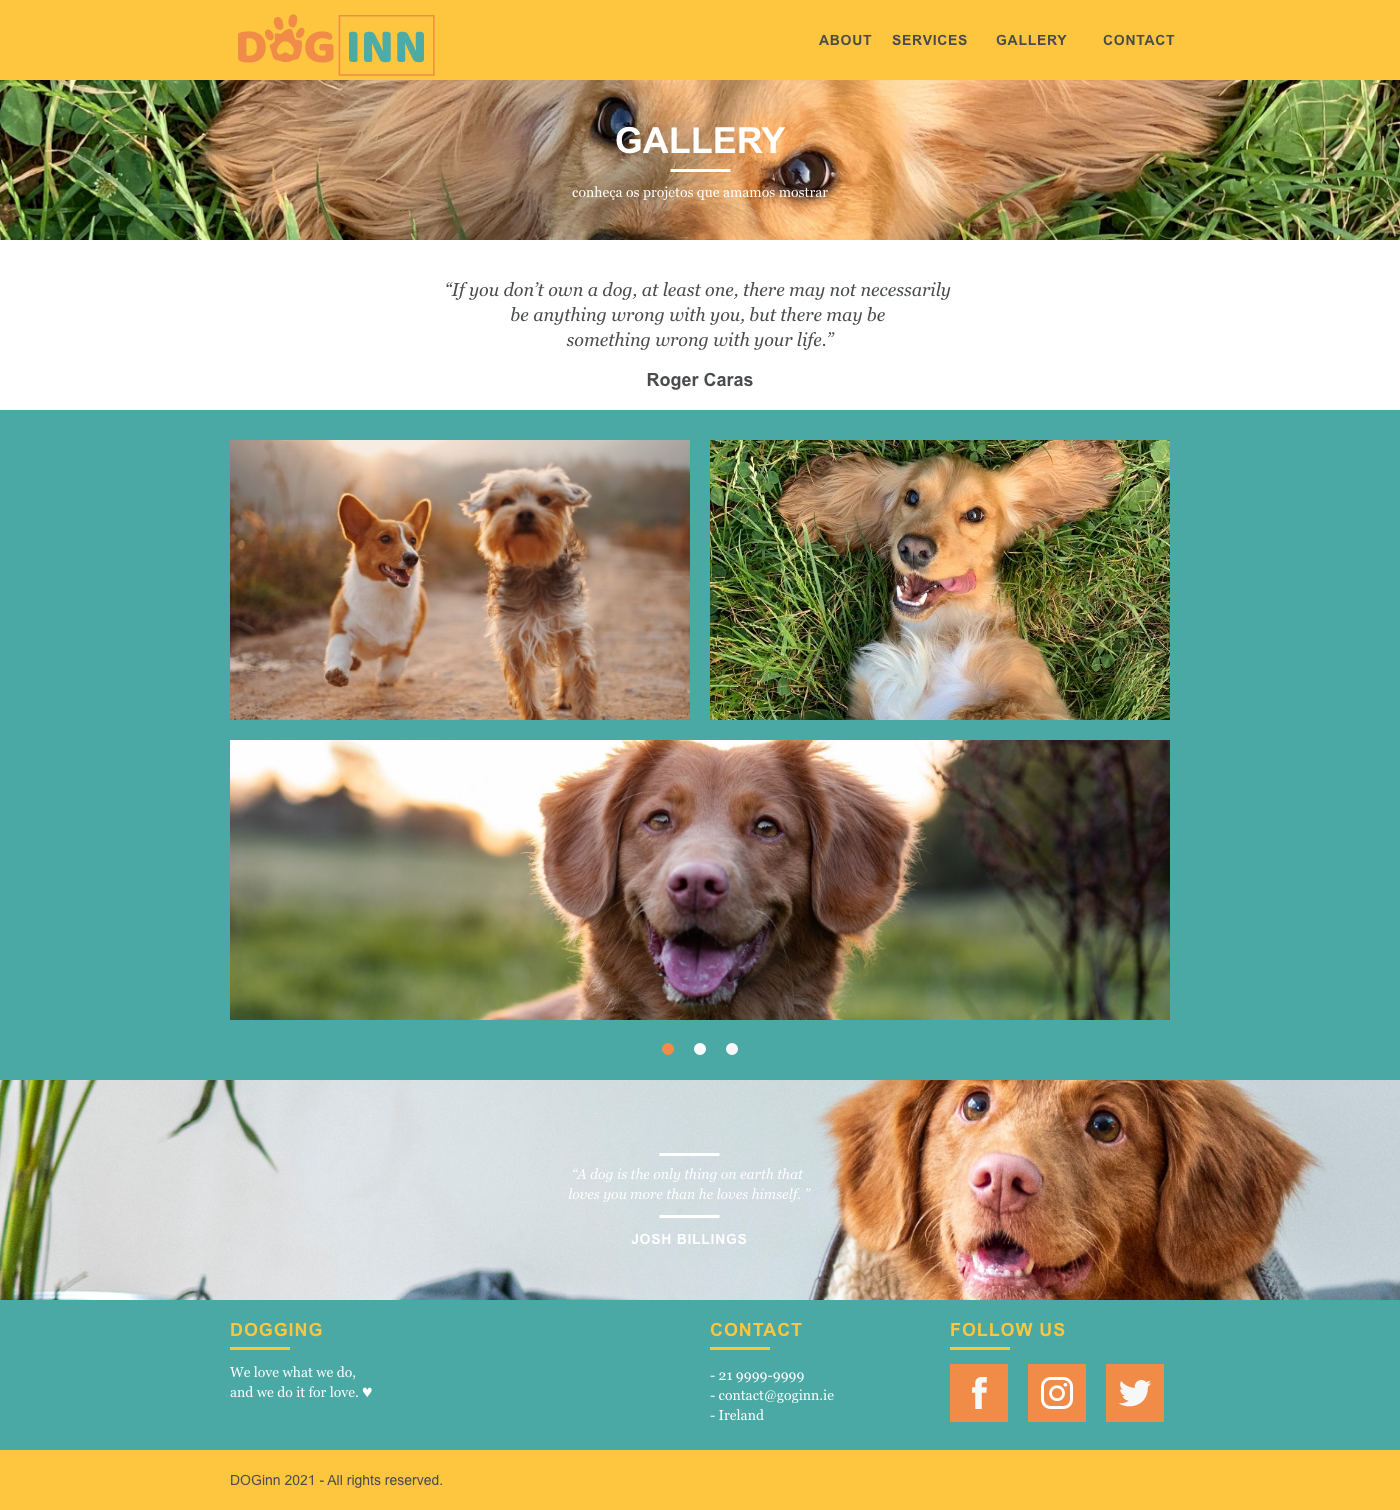 DOG INN
ABOUT SERVICES GALLERY CONTACT
GALLERY
conheça os projetos que amamos mostrar
“If you don’t own a dog, at least one, there may not necessarily
be anything wrong with you, but there may be
something wrong with your life.”
Roger Caras
“A dog is the only thing on earth that
loves you more than he loves himself. ”
JOSH BILLINGS
DOGGING
We love what we do,
and we do it for love. ♥
CONTACT
- 21 9999-9999
- contact@goginn.ie
- Ireland
FOLLOW US
DOGinn 2021 - All rights reserved.